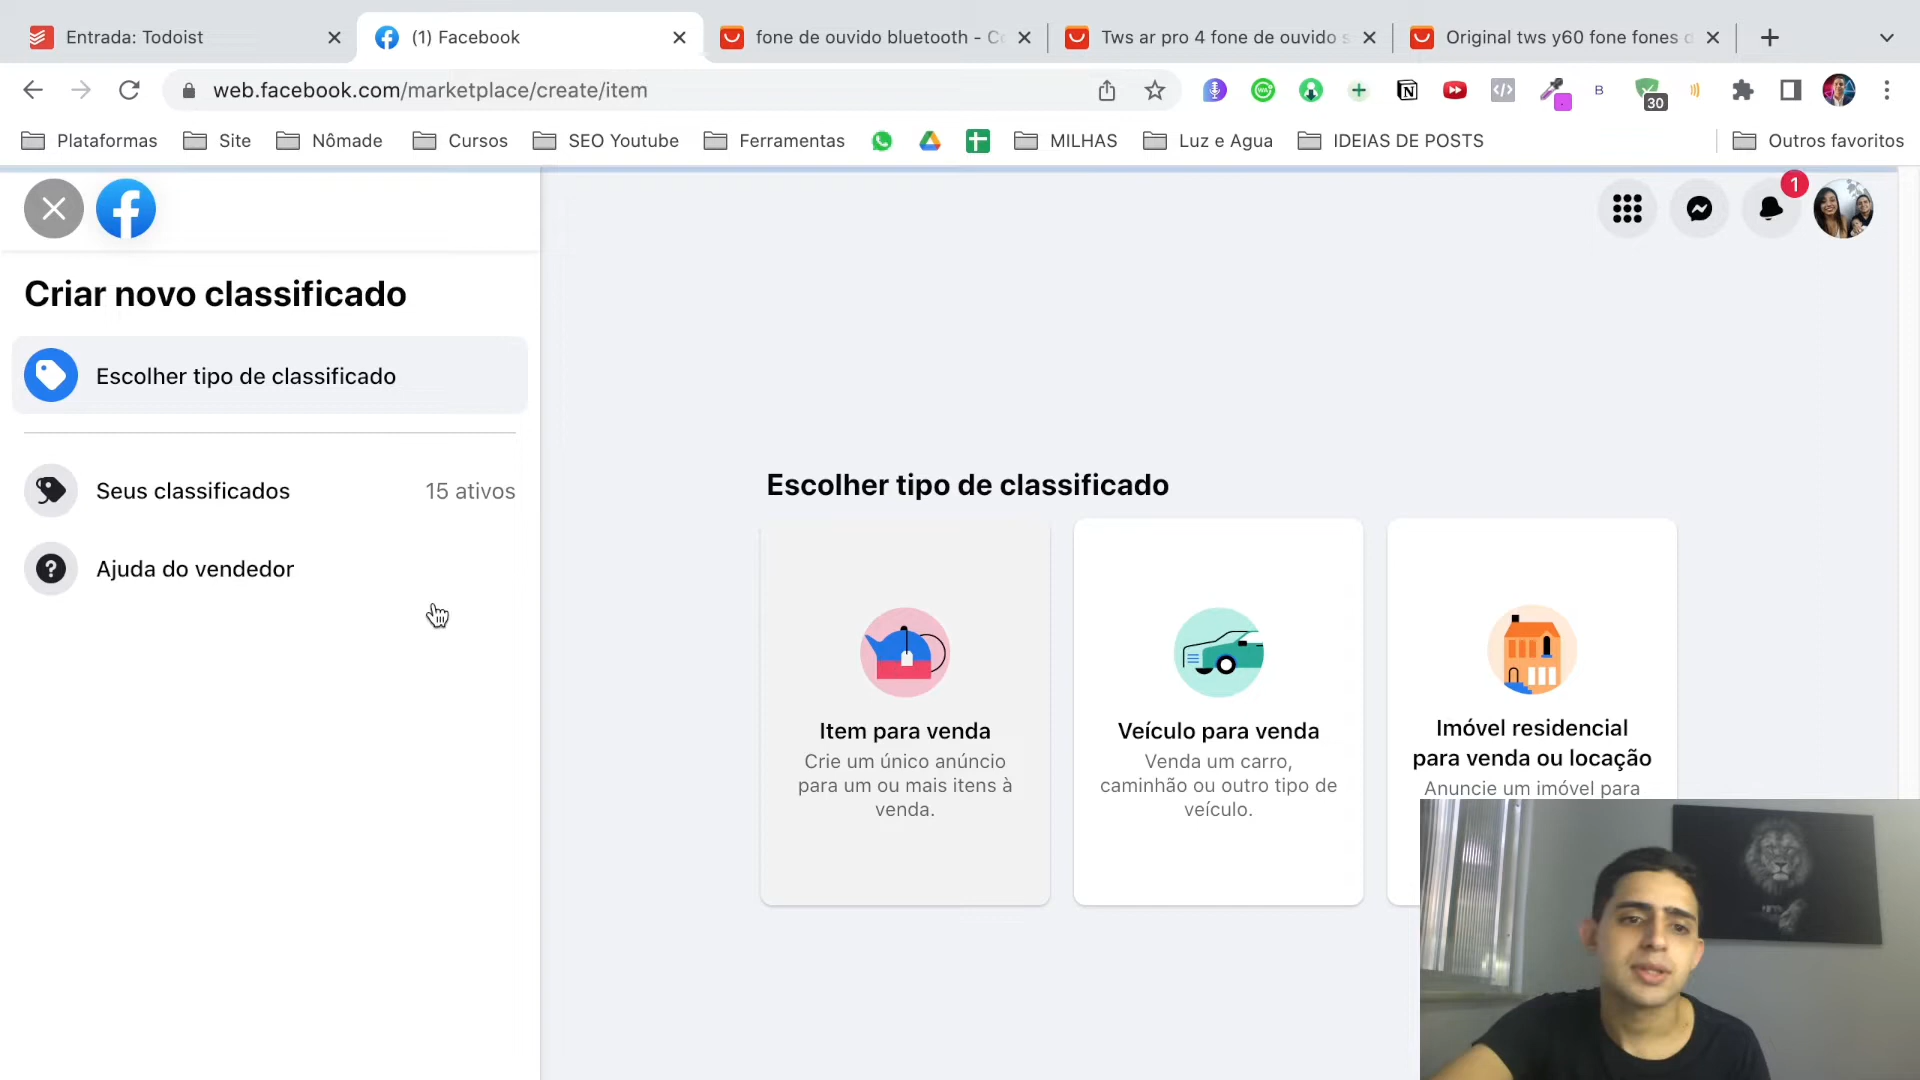 Entrada: Todoist
(1) Facebook
fone de ouvido bluetooth - Co
Tws ar pro 4 fone de ouvido s
Original tws y60 fone fones d
web.facebook.com/marketplace/create/item
30
B
Plataformas
Site
Nômade
Cursos
SEO Youtube
Ferramentas
MILHAS
Luz e Agua
IDEIAS DE POSTS
Outros favoritos
1
Criar novo classificado
Escolher tipo de classificado
Seus classificados
15 ativos
Ajuda do vendedor
Escolher tipo de classificado
Item para venda
Crie um único anúncio
para um ou mais itens à
venda.
Veículo para venda
Venda um carro,
caminhão ou outro tipo de
veículo.
Imóvel residencial
para venda ou locação
Anuncie um imóvel para